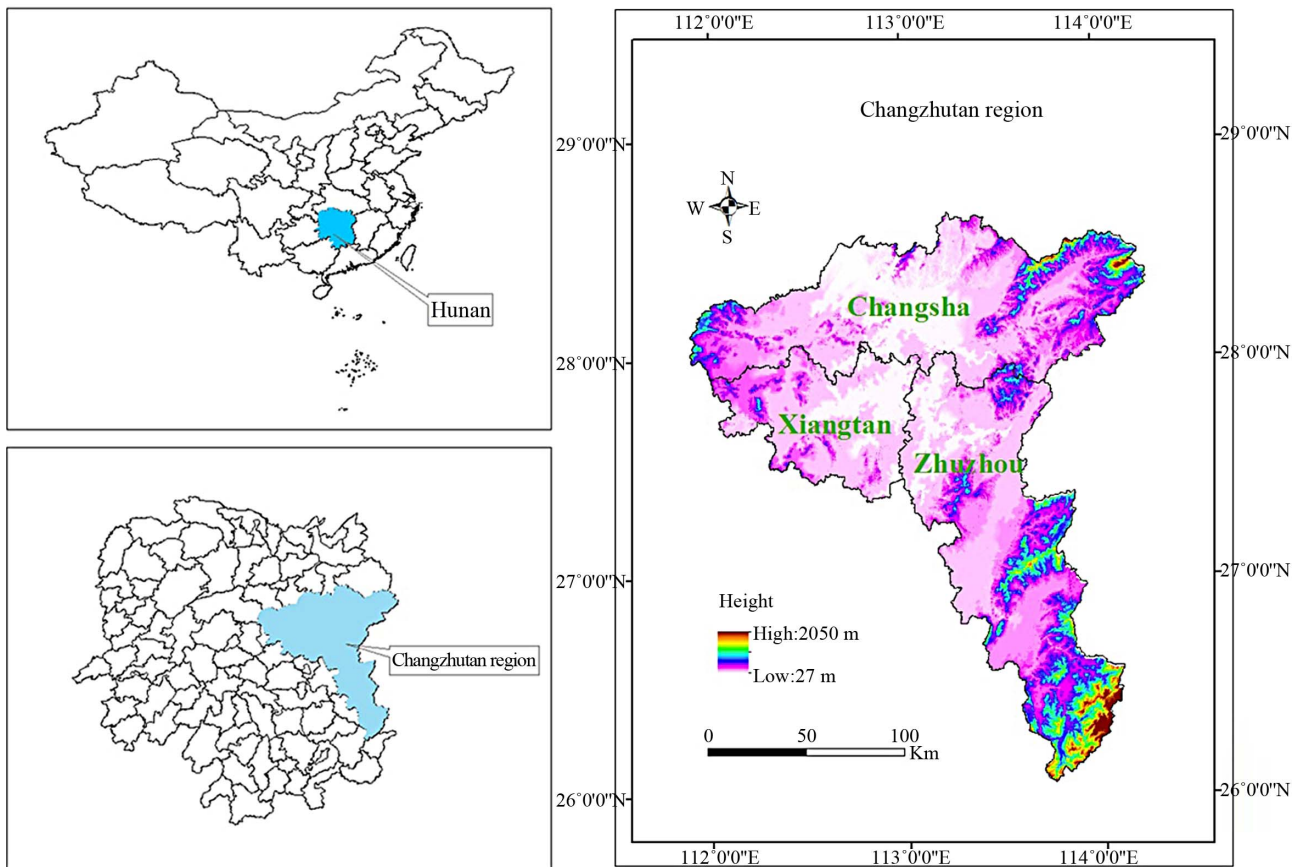 Hunan
Changzhutan region
112°0'0"E
113°0'0"E
114°0'0"E
Changzhutan region
29°0'0"N
29°0'0"N
N
W
E
S
Changsha
28°0'0"N
28°0'0"N
Xiangtan
Zhuzhou
27°0'0"N
27°0'0"N
Height
High:2050 m
Low:27 m
0
50
100
Km
26°0'0"N
26°0'0"N
112°0'0"E
113°0'0"E
114°0'0"E